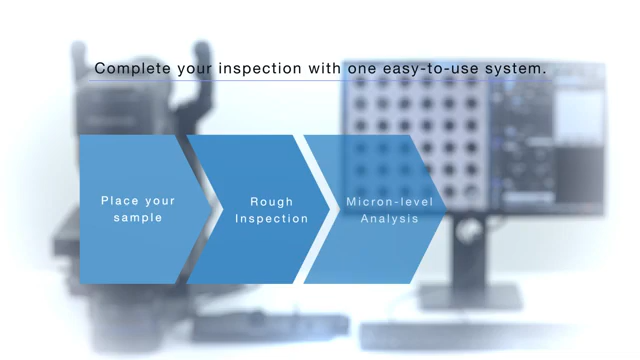 Complete your inspection with one easy-to-use system.
Place your
sample
Rough
Inspection
Micron-level
Analysis